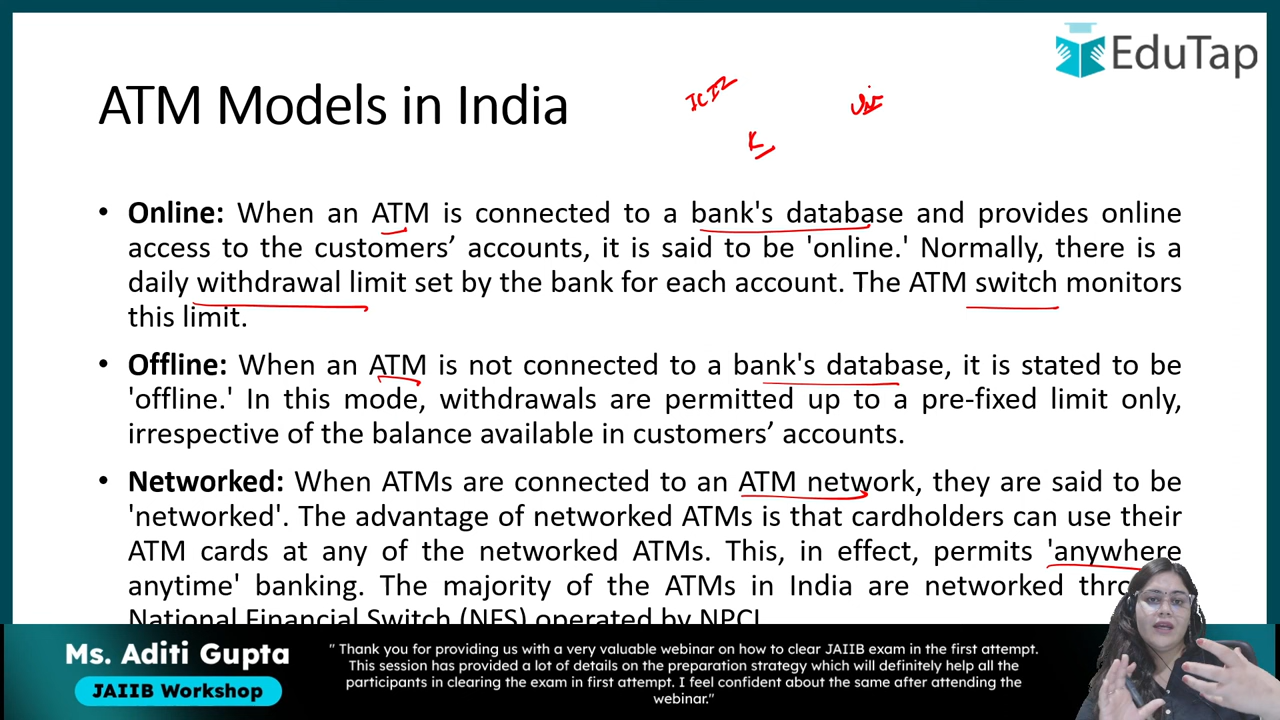 EduTap
ATM Models in India
• Online: When an ATM is connected to a bank's database and provides online
access to the customers’ accounts, it is said to be 'online.' Normally, there is a
daily withdrawal limit set by the bank for each account. The ATM switch monitors
this limit.
• Offline: When an ATM is not connected to a bank's database, it is stated to be
'offline.' In this mode, withdrawals are permitted up to a pre-fixed limit only,
irrespective of the balance available in customers’ accounts.
• Networked: When ATMs are connected to an ATM network, they are said to be
'networked'. The advantage of networked ATMs is that cardholders can use their
ATM cards at any of the networked ATMs. This, in effect, permits 'anywhere
anytime' banking. The majority of the ATMs in India are networked
National Financial Switch (NFS) operated by NPCI
Ms. Aditi Gupta
JAIIB Workshop
" Thank you for providing us with a very valuable webinar on how to clear JAIIB exam in the first attempt.
This session has provided a lot of details on the preparation strategy which will definitely help all the
participants in clearing the exam in first attempt. I feel confident about the same after attending the
webinar."